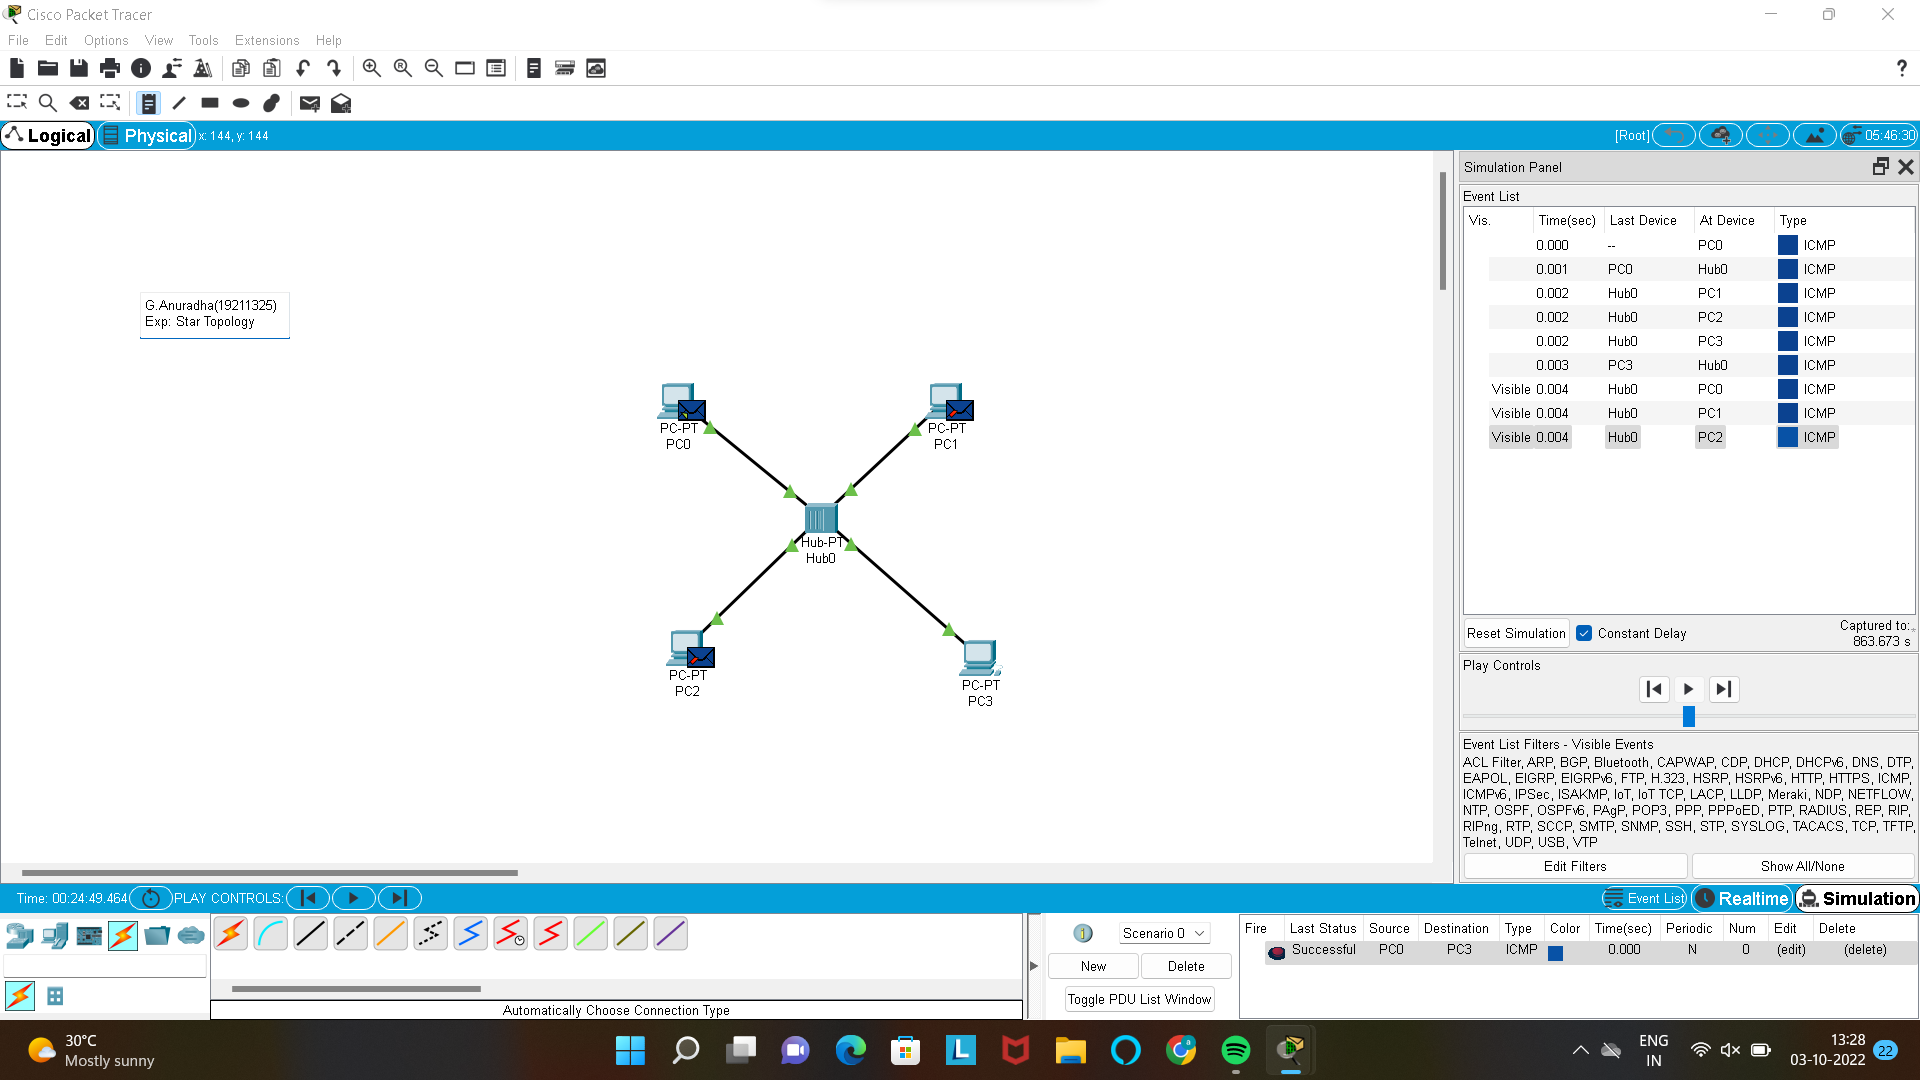 Cisco Packet Tracer
File Edit Options View Tools Extensions Help
?
Logical Physical x: 144, y: 144 [Root] 05:46:30
G.Anuradha(19211325)
Exp: Star Topology
PC-PT
PC0
PC-PT
PC1
Hub-PT
Hub0
PC-PT
PC2
PC-PT
PC3
Simulation Panel
Event List
Vis. Time(sec) Last Device At Device Type
0.000 -- PC0 ICMP
0.001 PC0 Hub0 ICMP
0.002 Hub0 PC1 ICMP
0.002 Hub0 PC2 ICMP
0.002 Hub0 PC3 ICMP
0.003 PC3 Hub0 ICMP
Visible 0.004 Hub0 PC0 ICMP
Visible 0.004 Hub0 PC1 ICMP
Visible 0.004 Hub0 PC2 ICMP
Reset Simulation Constant Delay Captured to:
863.673 s
Play Controls
Event List Filters - Visible Events
ACL Filter, ARP, BGP, Bluetooth, CAPWAP, CDP, DHCP, DHCPv6, DNS, DTP,
EAPOL, EIGRP, EIGRPv6, FTP, H.323, HSRP, HSRPv6, HTTP, HTTPS, ICMP,
ICMPv6, IPSec, ISAKMP, IoT, IoT TCP, LACP, LLDP, Meraki, NDP, NETFLOW,
NTP, OSPF, OSPFv6, PAgP, POP3, PPP, PPPoED, PTP, RADIUS, REP, RIP,
RIPng, RTP, SCCP, SMTP, SNMP, SSH, STP, SYSLOG, TACACS, TCP, TFTP,
Telnet, UDP, USB, VTP
Edit Filters Show All/None
Time: 00:24:49.464 PLAY CONTROLS: Event List Realtime Simulation
Automatically Choose Connection Type
Scenario 0
New Delete
Toggle PDU List Window
Fire Last Status Source Destination Type Color Time(sec) Periodic Num Edit Delete
Successful PC0 PC3 ICMP 0.000 N 0 (edit) (delete)
30°C
Mostly sunny
ENG
IN
13:28
03-10-2022
22